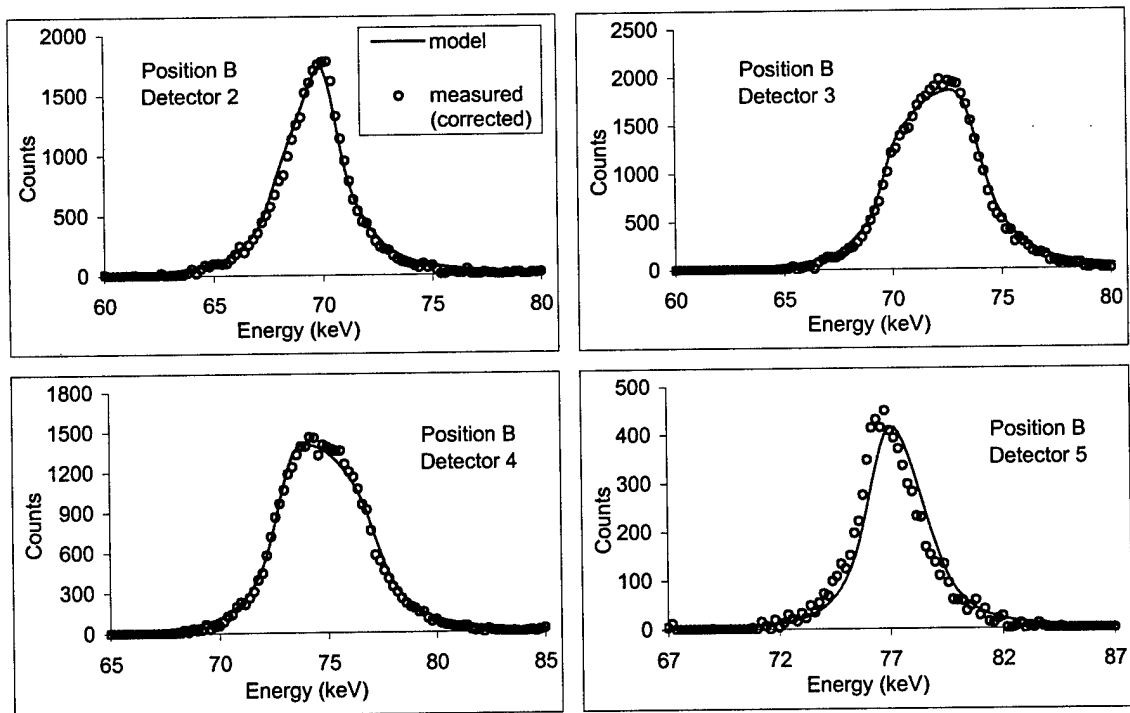 2000
1500
1000
500
0
Counts
Position B
Detector 2
model
measured
(corrected)
60 65 70 75 80
Energy (keV)
2500
2000
1500
1000
500
0
Counts
Position B
Detector 3
60 65 70 75 80
Energy (keV)
1800
1500
1200
900
600
300
0
Counts
Position B
Detector 4
65 70 75 80 85
Energy (keV)
500
400
300
200
100
0
Counts
Position B
Detector 5
67 72 77 82 87
Energy (keV)